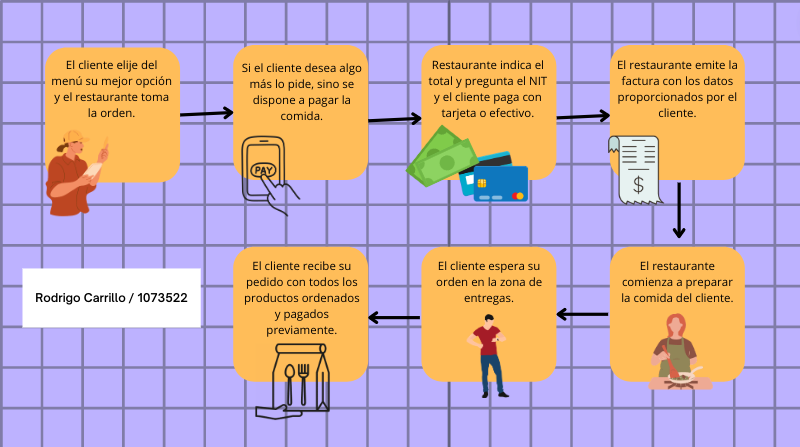 El cliente elije del
menú su mejor opción
y el restaurante toma
la orden.
Si el cliente desea algo
más lo pide, sino se
dispone a pagar la
comida.
PAY
Restaurante indica el
total y pregunta el NIT
y el cliente paga con
tarjeta o efectivo.
El restaurante emite la
factura con los datos
proporcionados por el
cliente.
$
El restaurante
comienza a preparar
la comida del cliente.
El cliente espera su
orden en la zona de
entregas.
El cliente recibe su
pedido con todos los
productos ordenados
y pagados
previamente.
Rodrigo Carrillo / 1073522